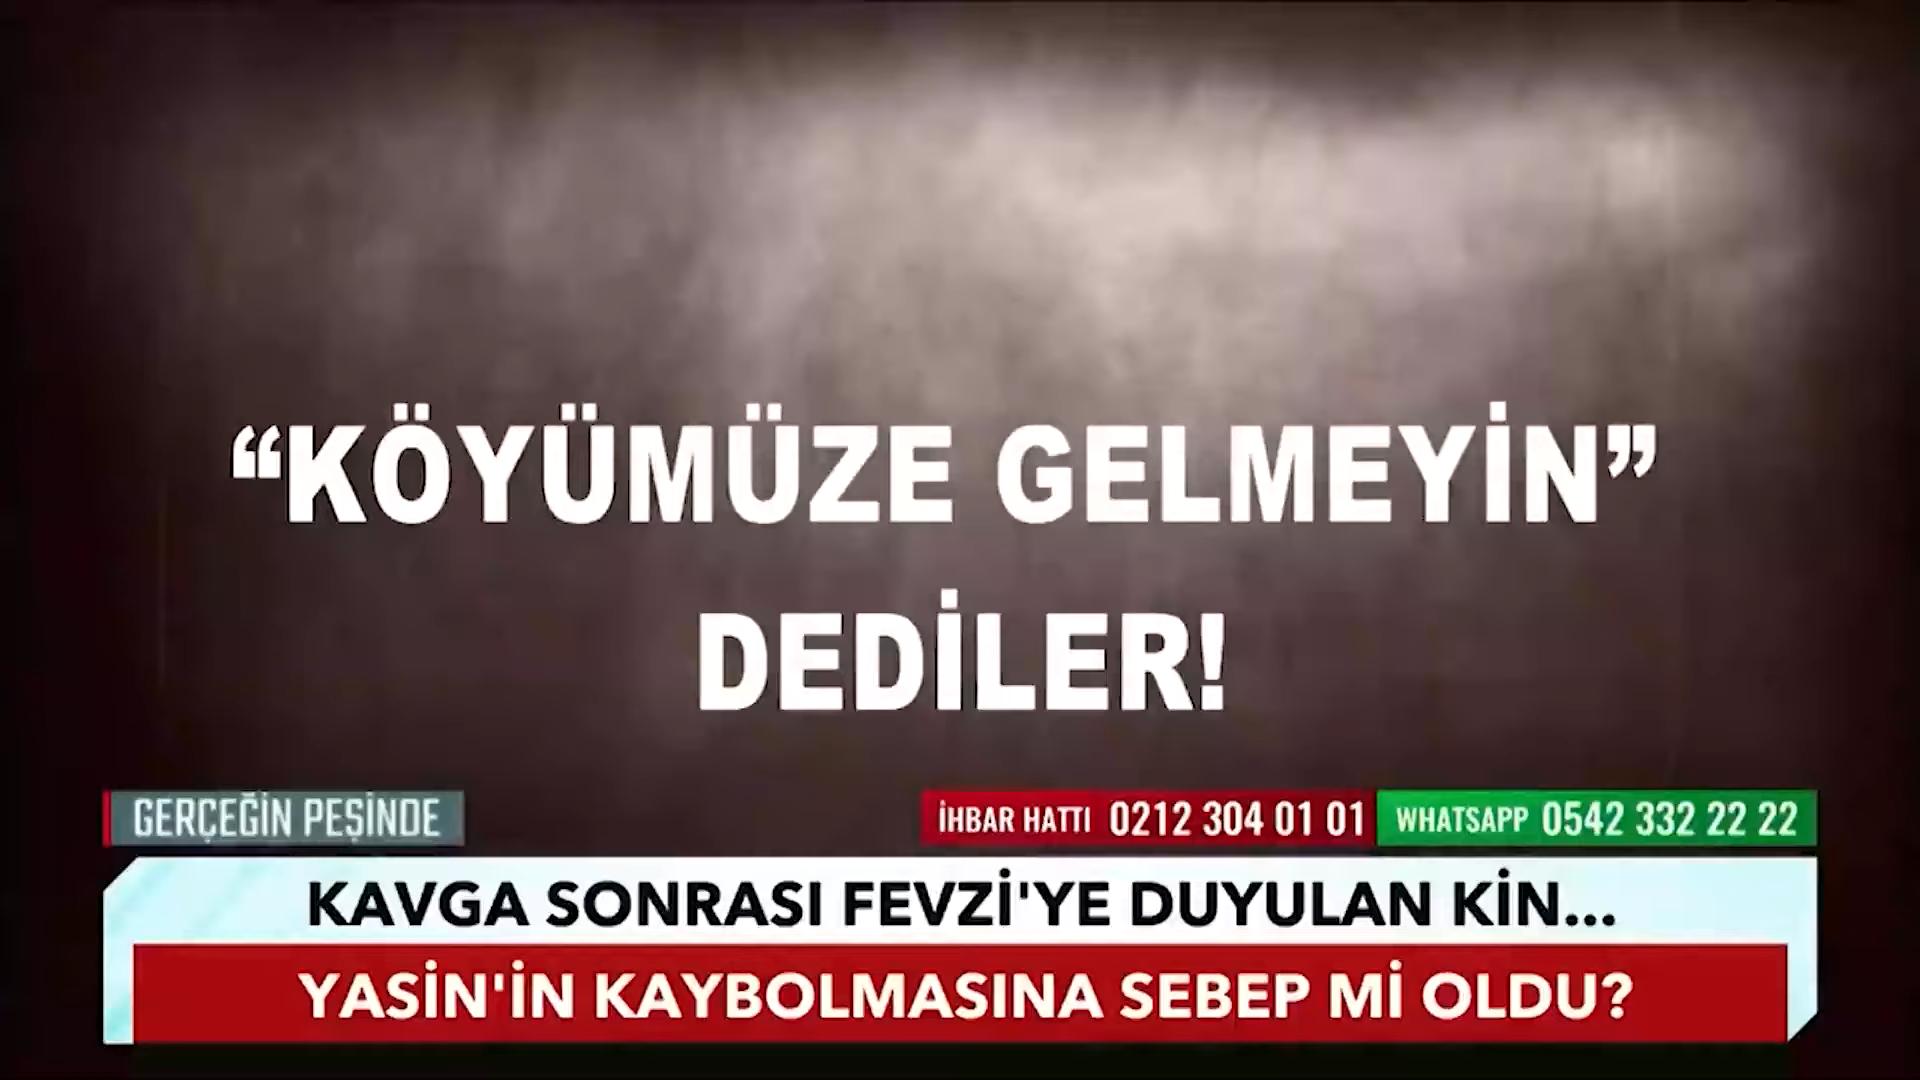 “KÖYÜMÜZE GELMEYİN”
DEDİLER!
GERÇEĞİN PEŞİNDE
İHBAR HATTI 0212 304 01 01 WHATSAPP 0542 332 22 22
KAVGA SONRASI FEVZİ'YE DUYULAN KİN...
YASİN'İN KAYBOLMASINA SEBEP Mİ OLDU?